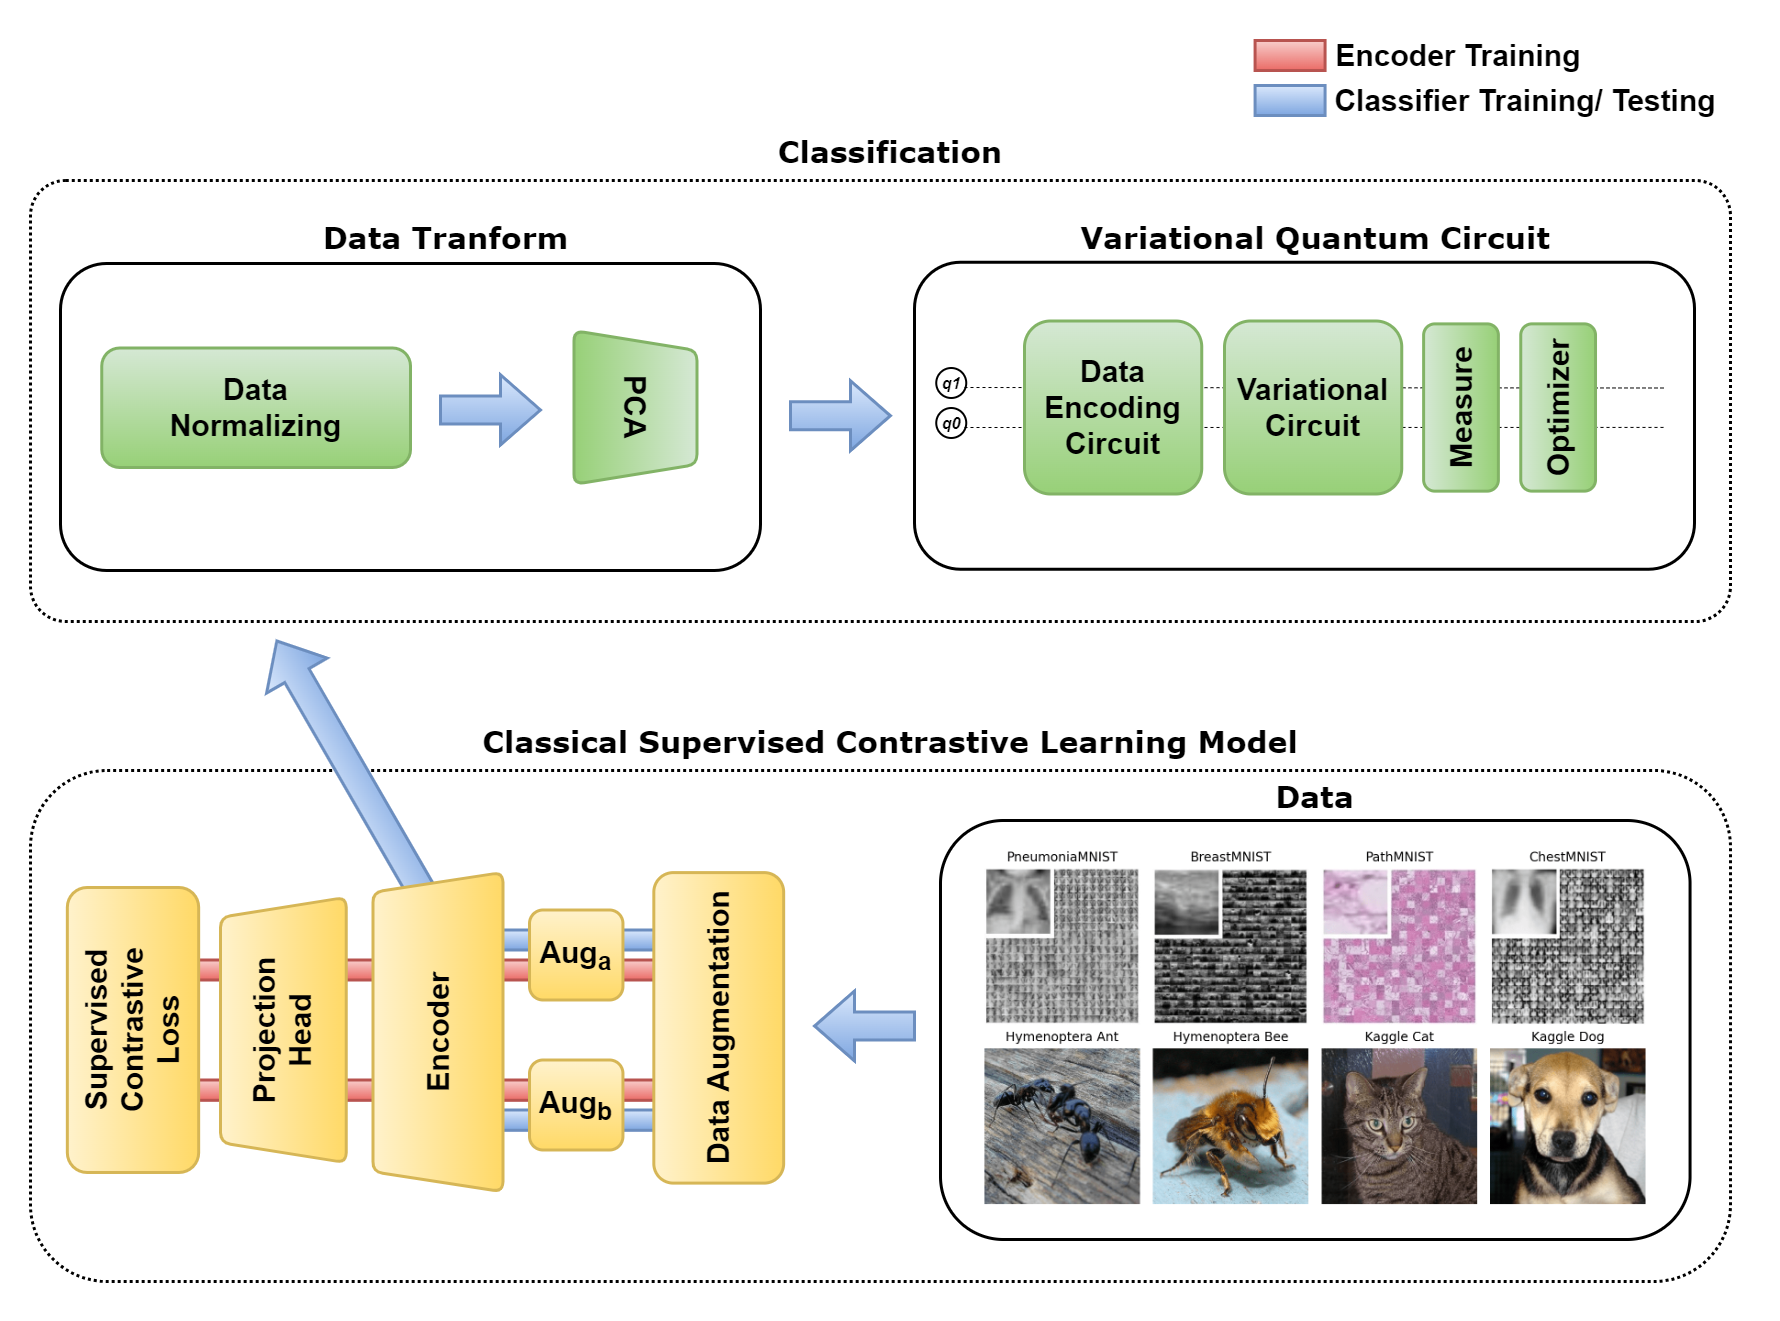 Encoder Training
Classifier Training/ Testing
Classification
Data Tranform
Variational Quantum Circuit
Data
Normalizing
PCA
q1
q0
Data
Encoding
Circuit
Variational
Circuit
Measure
Optimizer
Classical Supervised Contrastive Learning Model
Data
Supervised
Contrastive
Loss
Projection
Head
Encoder
Aug a
Aug b
Data Augmentation
PneumoniaMNIST
BreastMNIST
PathMNIST
ChestMNIST
Hymenoptera Ant
Hymenoptera Bee
Kaggle Cat
Kaggle Dog